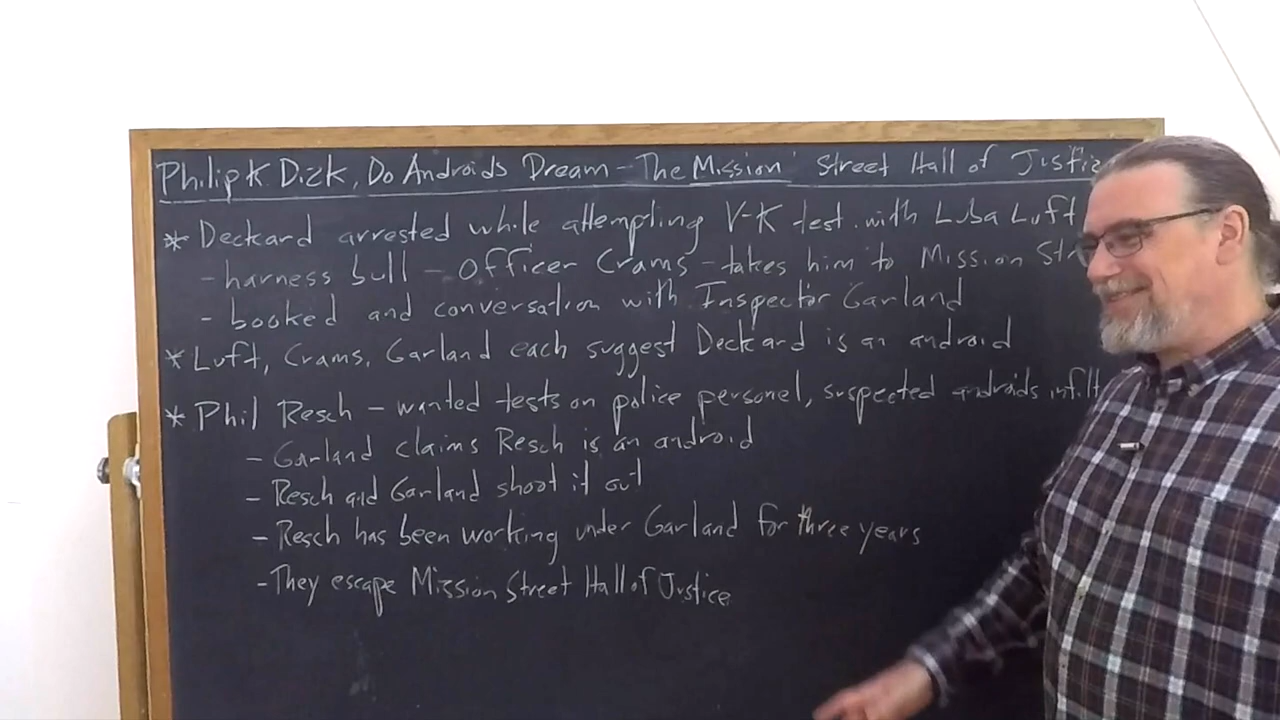 Philip K Dick, Do Androids Dream - The Mission Street Hall of Justic
* Deckard arrested while attempting V-K test with Luba Luft
- harness bull - Officer Crams - takes him to Mission Str
- booked and conversation with Inspector Garland
* Luft, Crams, Garland each suggest Deckard is an android
* Phil Resch - wanted tests on police personel, suspected androids infilt
- Garland claims Resch is an android
- Resch and Garland shoot it out
- Resch has been working under Garland for three years
- They escape Mission Street Hall of Justice